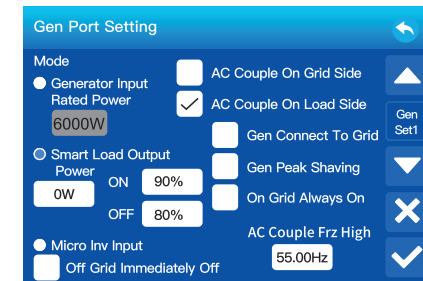 Gen Port Setting
Mode
Generator Input
Rated Power
6000W
Smart Load Output
Power
0W
ON
90%
OFF
80%
Micro Inv Input
Off Grid Immediately Off
AC Couple On Grid Side
AC Couple On Load Side
Gen Connect To Grid
Gen Peak Shaving
On Grid Always On
AC Couple Frz High
55.00Hz
Gen
Set1